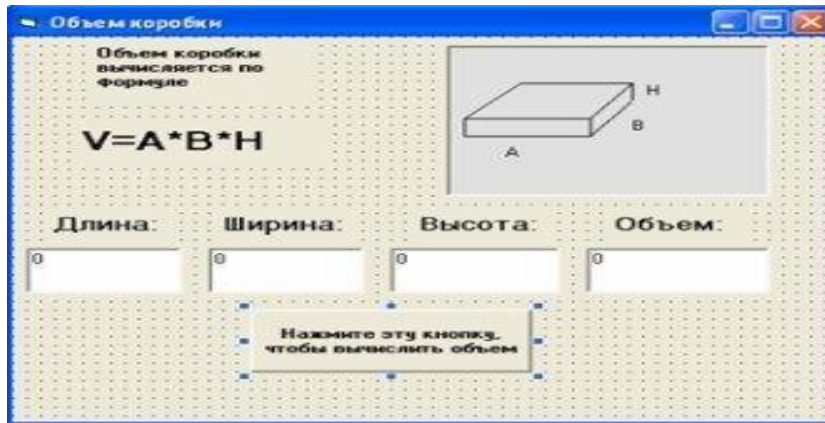 Объем коробки
Объем коробки
вычисляется по
формуле
V=A*B*H
H
B
A
Длина: Ширина: Высота: Объем:
0 0 0 0
Нажмите эту кнопку,
чтобы вычислить объем